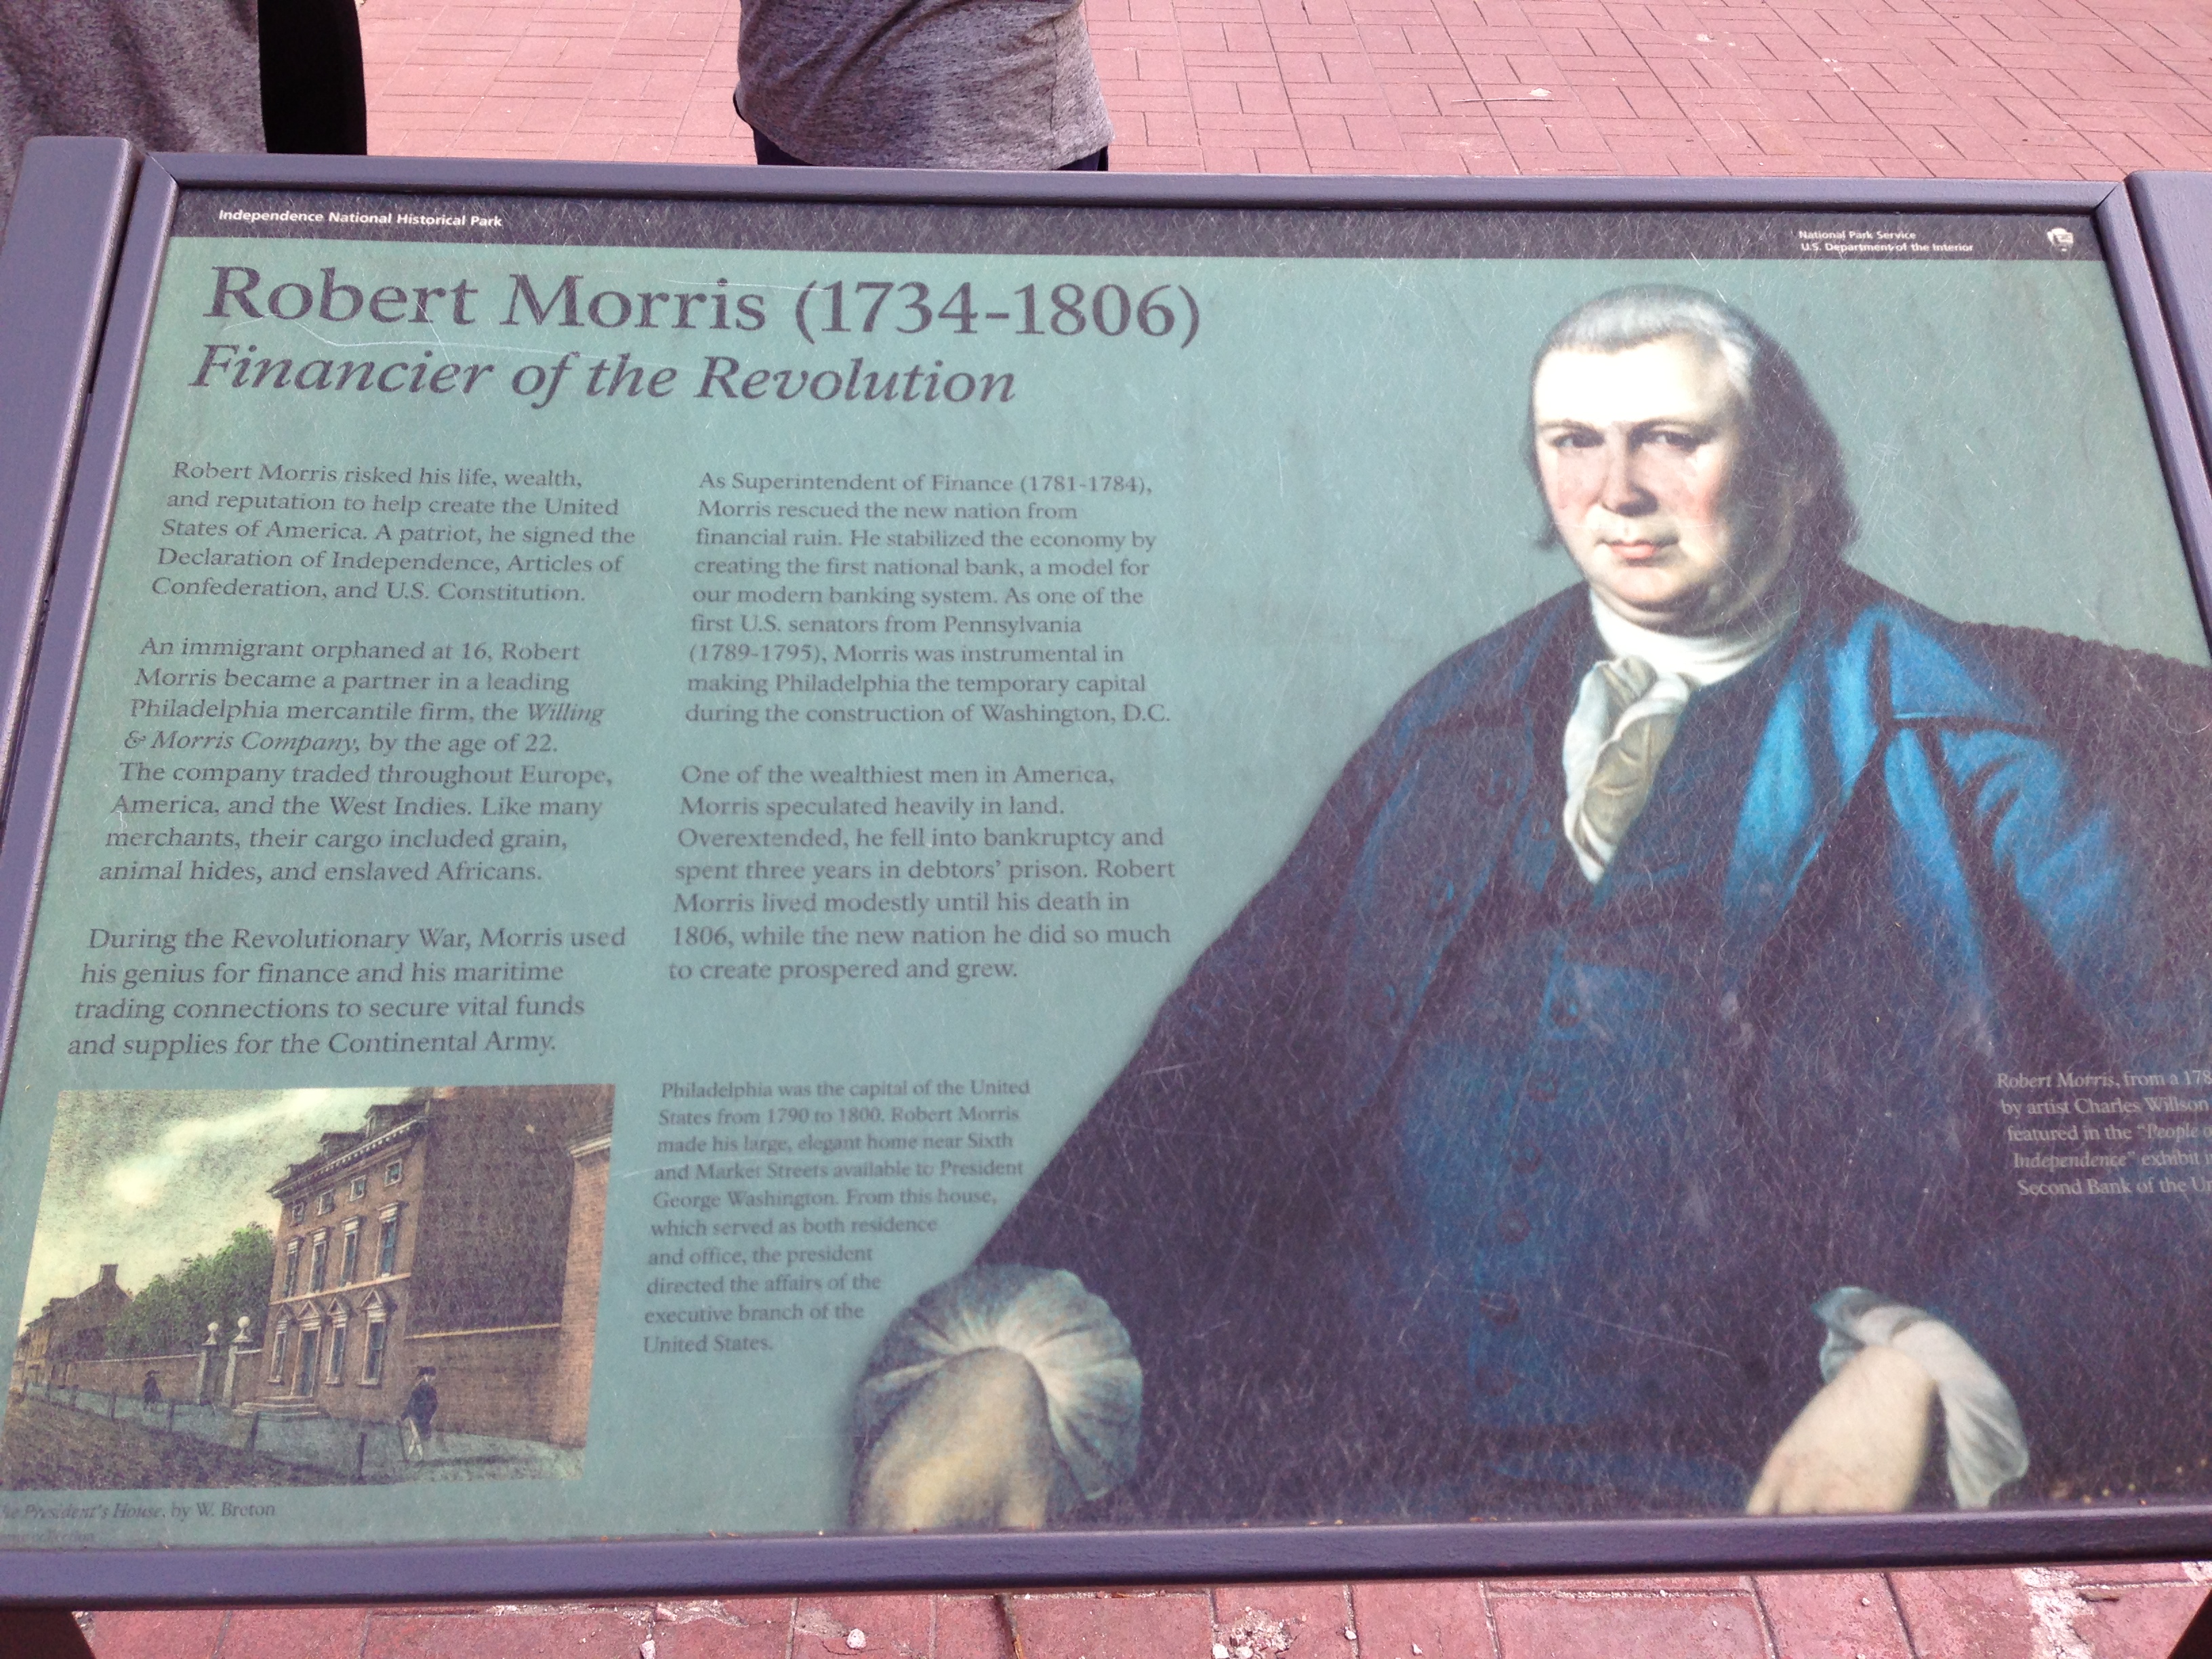 Independence National Historical Park
National Park Service
U.S. Department of the Interior
Robert Morris (1734-1806)
Financier of the Revolution
Robert Morris risked his life, wealth,
and reputation to help create the United
States of America. A patriot, he signed the
Declaration of Independence, Articles of
Confederation, and U.S. Constitution.
An immigrant orphaned at 16, Robert
Morris became a partner in a leading
Philadelphia mercantile firm, the Willing
& Morris Company, by the age of 22.
The company traded throughout Europe,
America, and the West Indies. Like many
merchants, their cargo included grain,
animal hides, and enslaved Africans.
During the Revolutionary War, Morris used
his genius for finance and his maritime
trading connections to secure vital funds
and supplies for the Continental Army.
As Superintendent of Finance (1781-1784),
Morris rescued the new nation from
financial ruin. He stabilized the economy by
creating the first national bank, a model for
our modern banking system. As one of the
first U.S. senators from Pennsylvania
(1789-1795), Morris was instrumental in
making Philadelphia the temporary capital
during the construction of Washington, D.C.
One of the wealthiest men in America,
Morris speculated heavily in land.
Overextended, he fell into bankruptcy and
spent three years in debtors' prison. Robert
Morris lived modestly until his death in
1806, while the new nation he did so much
to create prospered and grew.
Philadelphia was the capital of the United
States from 1790 to 1800. Robert Morris
made his large, elegant home near Sixth
and Market Streets available to President
George Washington. From this house,
which served as both residence
and office, the president
directed the affairs of the
executive branch of the
United States.
President's House, by W. Breton
Robert Morris, from a 178
by artist Charles Willson
featured in the "People
Independence" exhibit
Second Bank of the